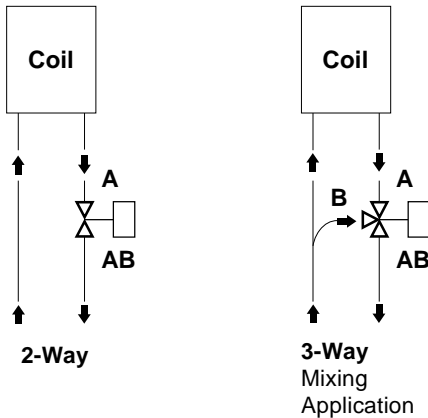 Coil
A
AB
2-Way
Coil
B
A
AB
3-Way
Mixing
Application